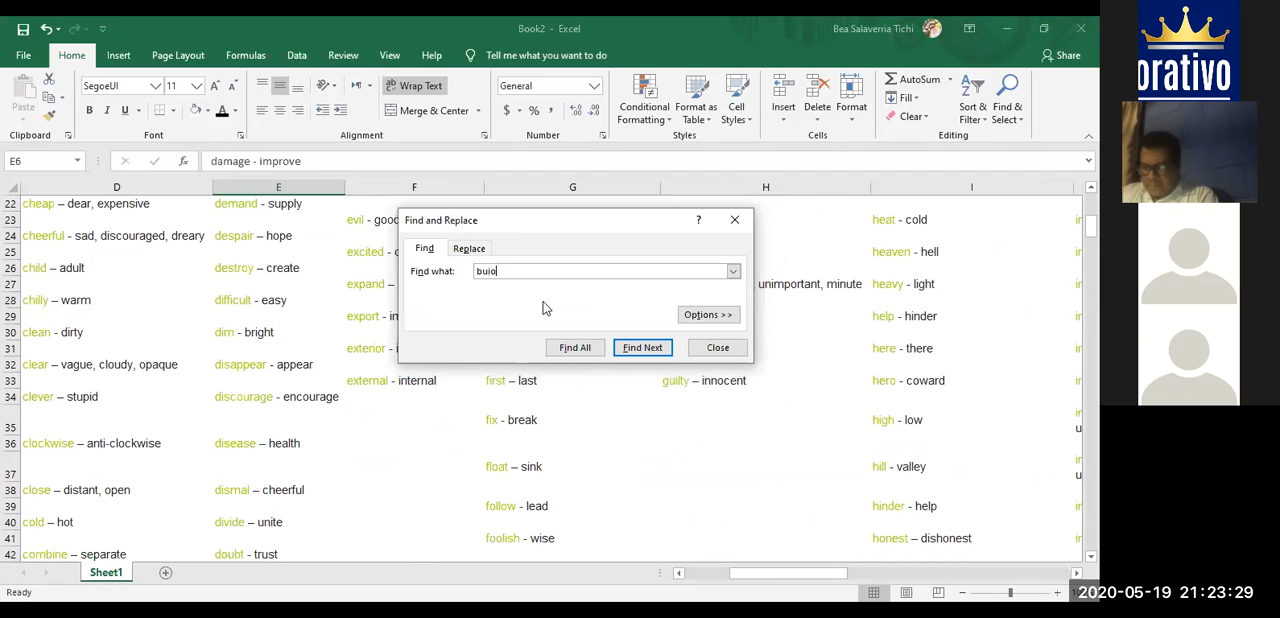 Book2 - Excel
Bea Salaverria Tichi
File Home Insert Page Layout Formulas Data Review View Help Tell me what you want to do Share
Paste
SegoeUI 11
Wrap Text
General
AutoSum
Fill
Clear
B I U
Merge & Center
$ % ,
Conditional Formatting
Format as Table
Cell Styles
Insert Delete Format
Sort & Filter
Find & Select
Clipboard Font Alignment Number Styles Cells Editing
E6 fx damage - improve
D E F G H I
22 cheap – dear, expensive demand - supply
23 evil - goo heat - cold
24 cheerful - sad, discouraged, dreary despair - hope
25 excited - heaven - hell
26 child – adult destroy – create
27 expand – unimportant, minute heavy - light
28 chilly – warm difficult - easy
29 export - help - hinder
30 clean - dirty dim - bright
31 exterior - here – there
32 clear – vague, cloudy, opaque disappear - appear
33 external - internal first – last guilty – innocent hero - coward
34 clever – stupid discourage - encourage
35 fix - break high - low
36 clockwise – anti-clockwise disease – health
37 float – sink hill - valley
38 close – distant, open dismal – cheerful
39 follow - lead hinder - help
40 cold – hot divide - unite
41 foolish - wise honest – dishonest
42 combine – separate doubt - trust
Find and Replace ?
Find Replace
Find what: buio
Options >>
Find All Find Next Close
Sheet1
Ready
orativo
2020-05-19 21:23:29